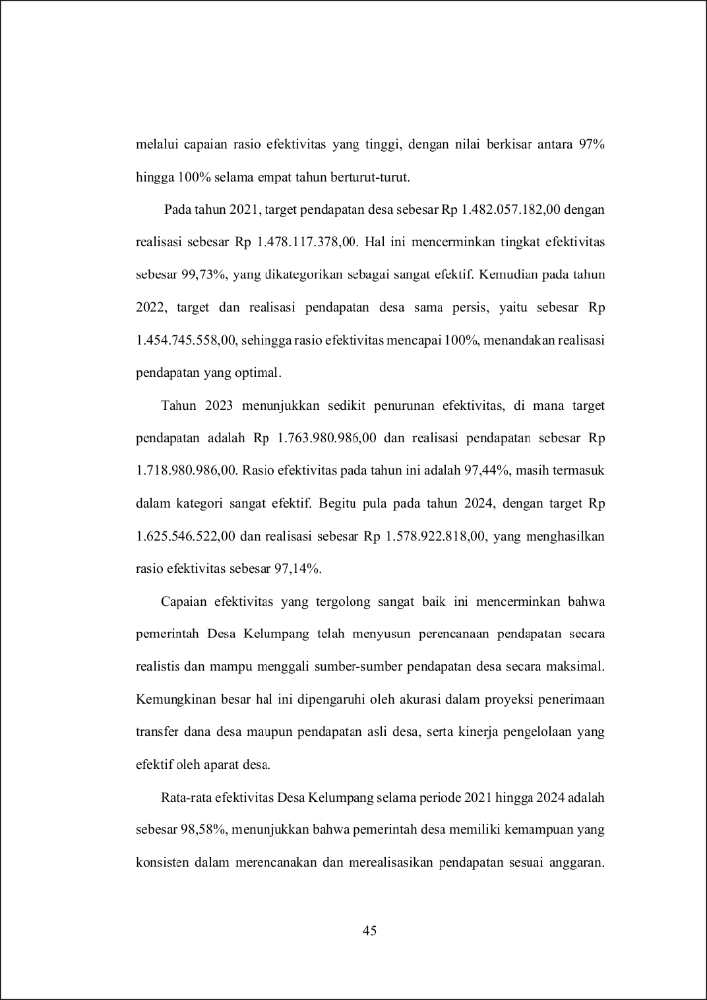 melalui capaian rasio efektivitas yang tinggi, dengan nilai berkisar antara 97%
hingga 100% selama empat tahun berturut-turut.
Pada tahun 2021, target pendapatan desa sebesar Rp 1.482.057.182,00 dengan
realisasi sebesar Rp 1.478.117.378,00. Hal ini mencerminkan tingkat efektivitas
sebesar 99,73%, yang dikategorikan sebagai sangat efektif. Kemudian pada tahun
2022, target dan realisasi pendapatan desa sama persis, yaitu sebesar Rp
1.454.745.558,00, sehingga rasio efektivitas mencapai 100%, menandakan realisasi
pendapatan yang optimal.
Tahun 2023 menunjukkan sedikit penurunan efektivitas, di mana target
pendapatan adalah Rp 1.763.980.986,00 dan realisasi pendapatan sebesar Rp
1.718.980.986,00. Rasio efektivitas pada tahun ini adalah 97,44%, masih termasuk
dalam kategori sangat efektif. Begitu pula pada tahun 2024, dengan target Rp
1.625.546.522,00 dan realisasi sebesar Rp 1.578.922.818,00, yang menghasilkan
rasio efektivitas sebesar 97,14%.
Capaian efektivitas yang tergolong sangat baik ini mencerminkan bahwa
pemerintah Desa Kelumpang telah menyusun perencanaan pendapatan secara
realistis dan mampu menggali sumber-sumber pendapatan desa secara maksimal.
Kemungkinan besar hal ini dipengaruhi oleh akurasi dalam proyeksi penerimaan
transfer dana desa maupun pendapatan asli desa, serta kinerja pengelolaan yang
efektif oleh aparat desa.
Rata-rata efektivitas Desa Kelumpang selama periode 2021 hingga 2024 adalah
sebesar 98,58%, menunjukkan bahwa pemerintah desa memiliki kemampuan yang
konsisten dalam merencanakan dan merealisasikan pendapatan sesuai anggaran.
45